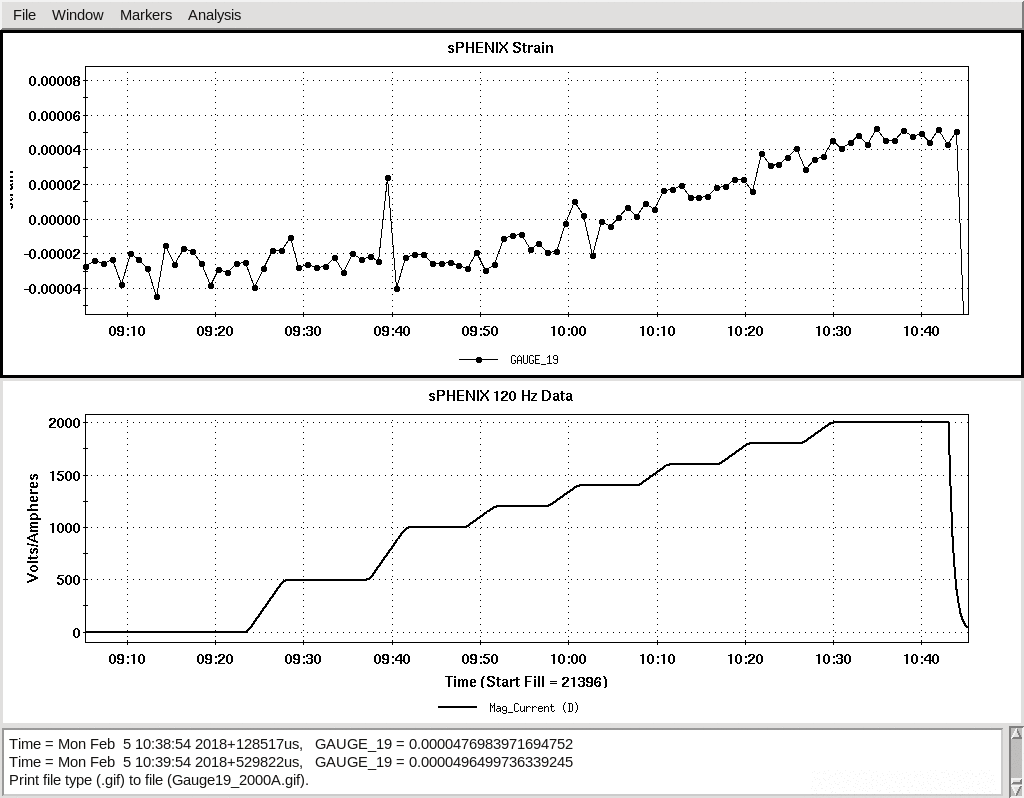 File Window Markers Analysis
sPHENIX Strain
0.00008
0.00006
0.00004
0.00002
0.00000
-0.00002
-0.00004
09:10 09:20 09:30 09:40 09:50 10:00 10:10 10:20 10:30 10:40
GAUGE_19
sPHENIX 120 Hz Data
Volts/Ampheres
2000
1500
1000
500
0
09:10 09:20 09:30 09:40 09:50 10:00 10:10 10:20 10:30 10:40
Time (Start Fill = 21396)
Mag_Current (D)
Time = Mon Feb  5 10:38:54 2018+128517us,   GAUGE_19 = 0.0000476983971694752
Time = Mon Feb  5 10:39:54 2018+529822us,   GAUGE_19 = 0.0000496499736339245
Print file type (.gif) to file (Gauge19_2000A.gif).